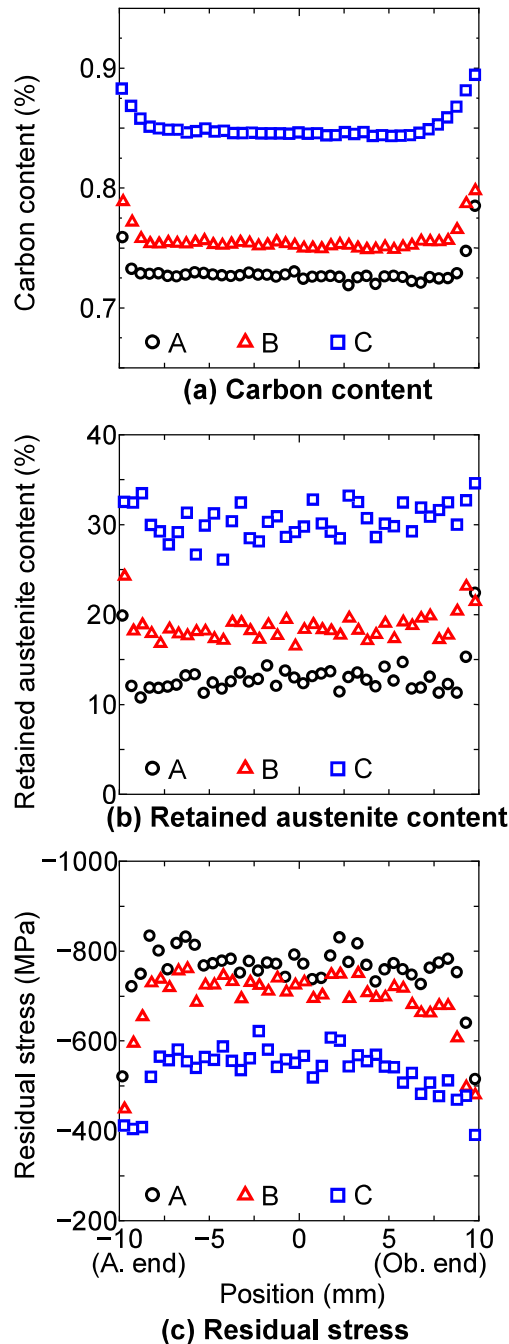 Carbon content (%)
0.9
0.8
0.7
A B C
(a) Carbon content
Retained austenite content (%)
40
30
20
10
0
A B C
(b) Retained austenite content
Residual stress (MPa)
−1000
−800
−600
−400
−200
A B C
−10 −5 0 5 10
(A. end) (Ob. end)
Position (mm)
(c) Residual stress